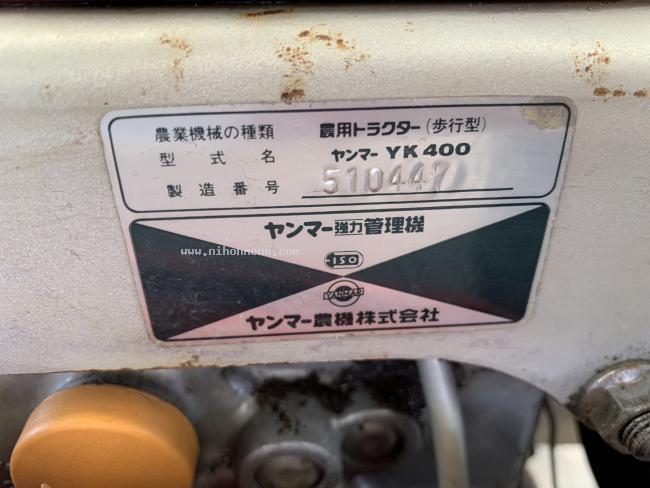 農業機械の種類 農用トラクター(歩行型)
型式名 ヤンマー YK400
製造番号 510447
ヤンマー強力管理機
www.nihonmono.com
ISO
YANMAR
ヤンマー農機株式会社